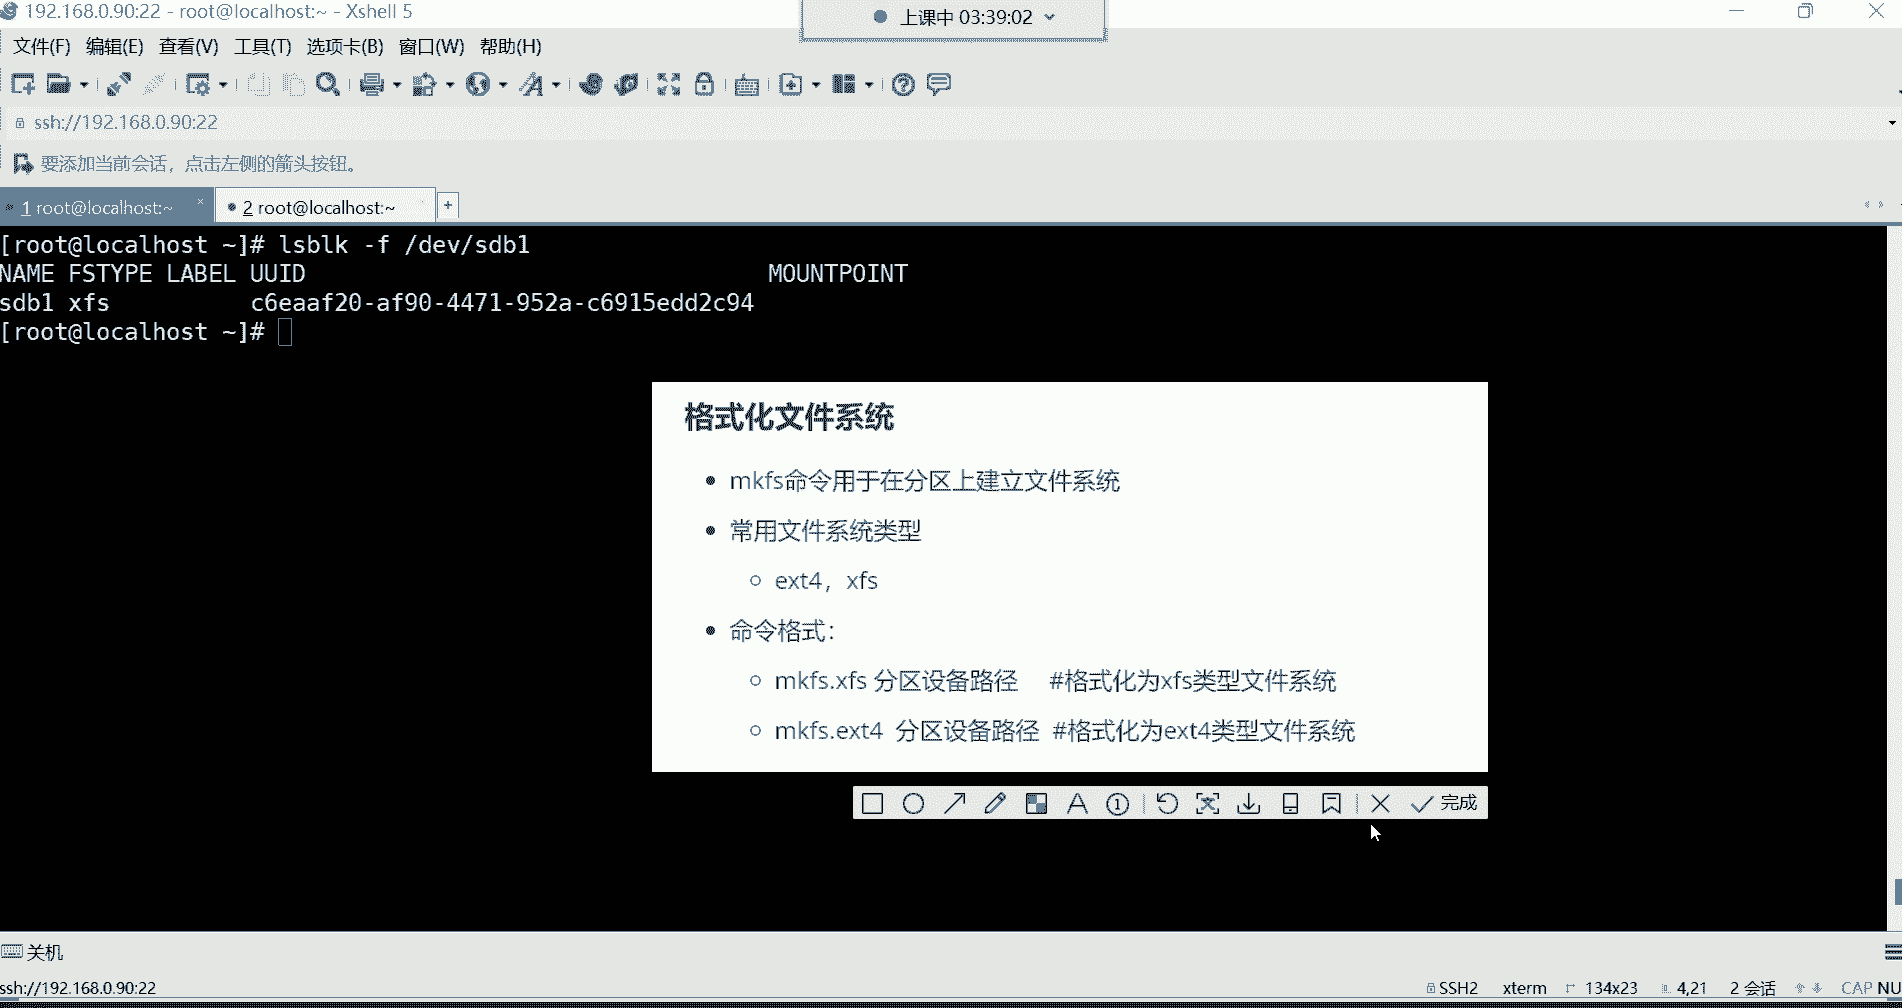 192.168.0.90:22 - root@localhost:~ - Xshell 5
上课中 03:39:02
文件(F) 编辑(E) 查看(V) 工具(T) 选项卡(B) 窗口(W) 帮助(H)
ssh://192.168.0.90:22
要添加当前会话，点击左侧的箭头按钮。
1 root@localhost:~ × 2 root@localhost:~ +
[root@localhost ~]# lsblk -f /dev/sdb1
NAME FSTYPE LABEL UUID MOUNTPOINT
sdb1 xfs c6eaaf20-af90-4471-952a-c6915edd2c94
[root@localhost ~]#
格式化文件系统
mkfs命令用于在分区上建立文件系统
常用文件系统类型
ext4，xfs
命令格式：
mkfs.xfs 分区设备路径 #格式化为xfs类型文件系统
mkfs.ext4 分区设备路径 #格式化为ext4类型文件系统
完成
关机
ssh://192.168.0.90:22 SSH2 xterm 134x23 4,21 2 会话 CAP NU